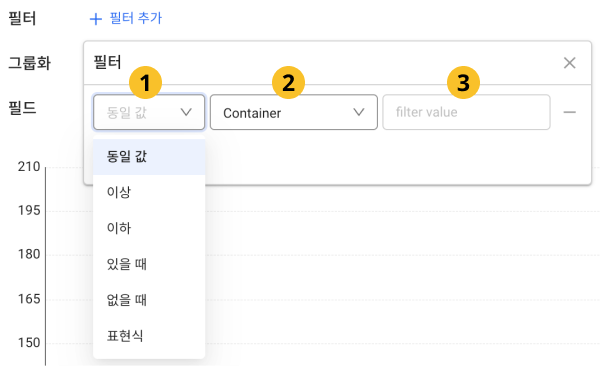 필터
+ 필터 추가
그룹화
필터
필드
1
2
3
동일 값
Container
filter value
동일 값
이상
이하
있을 때
없을 때
표현식
210
195
180
165
150